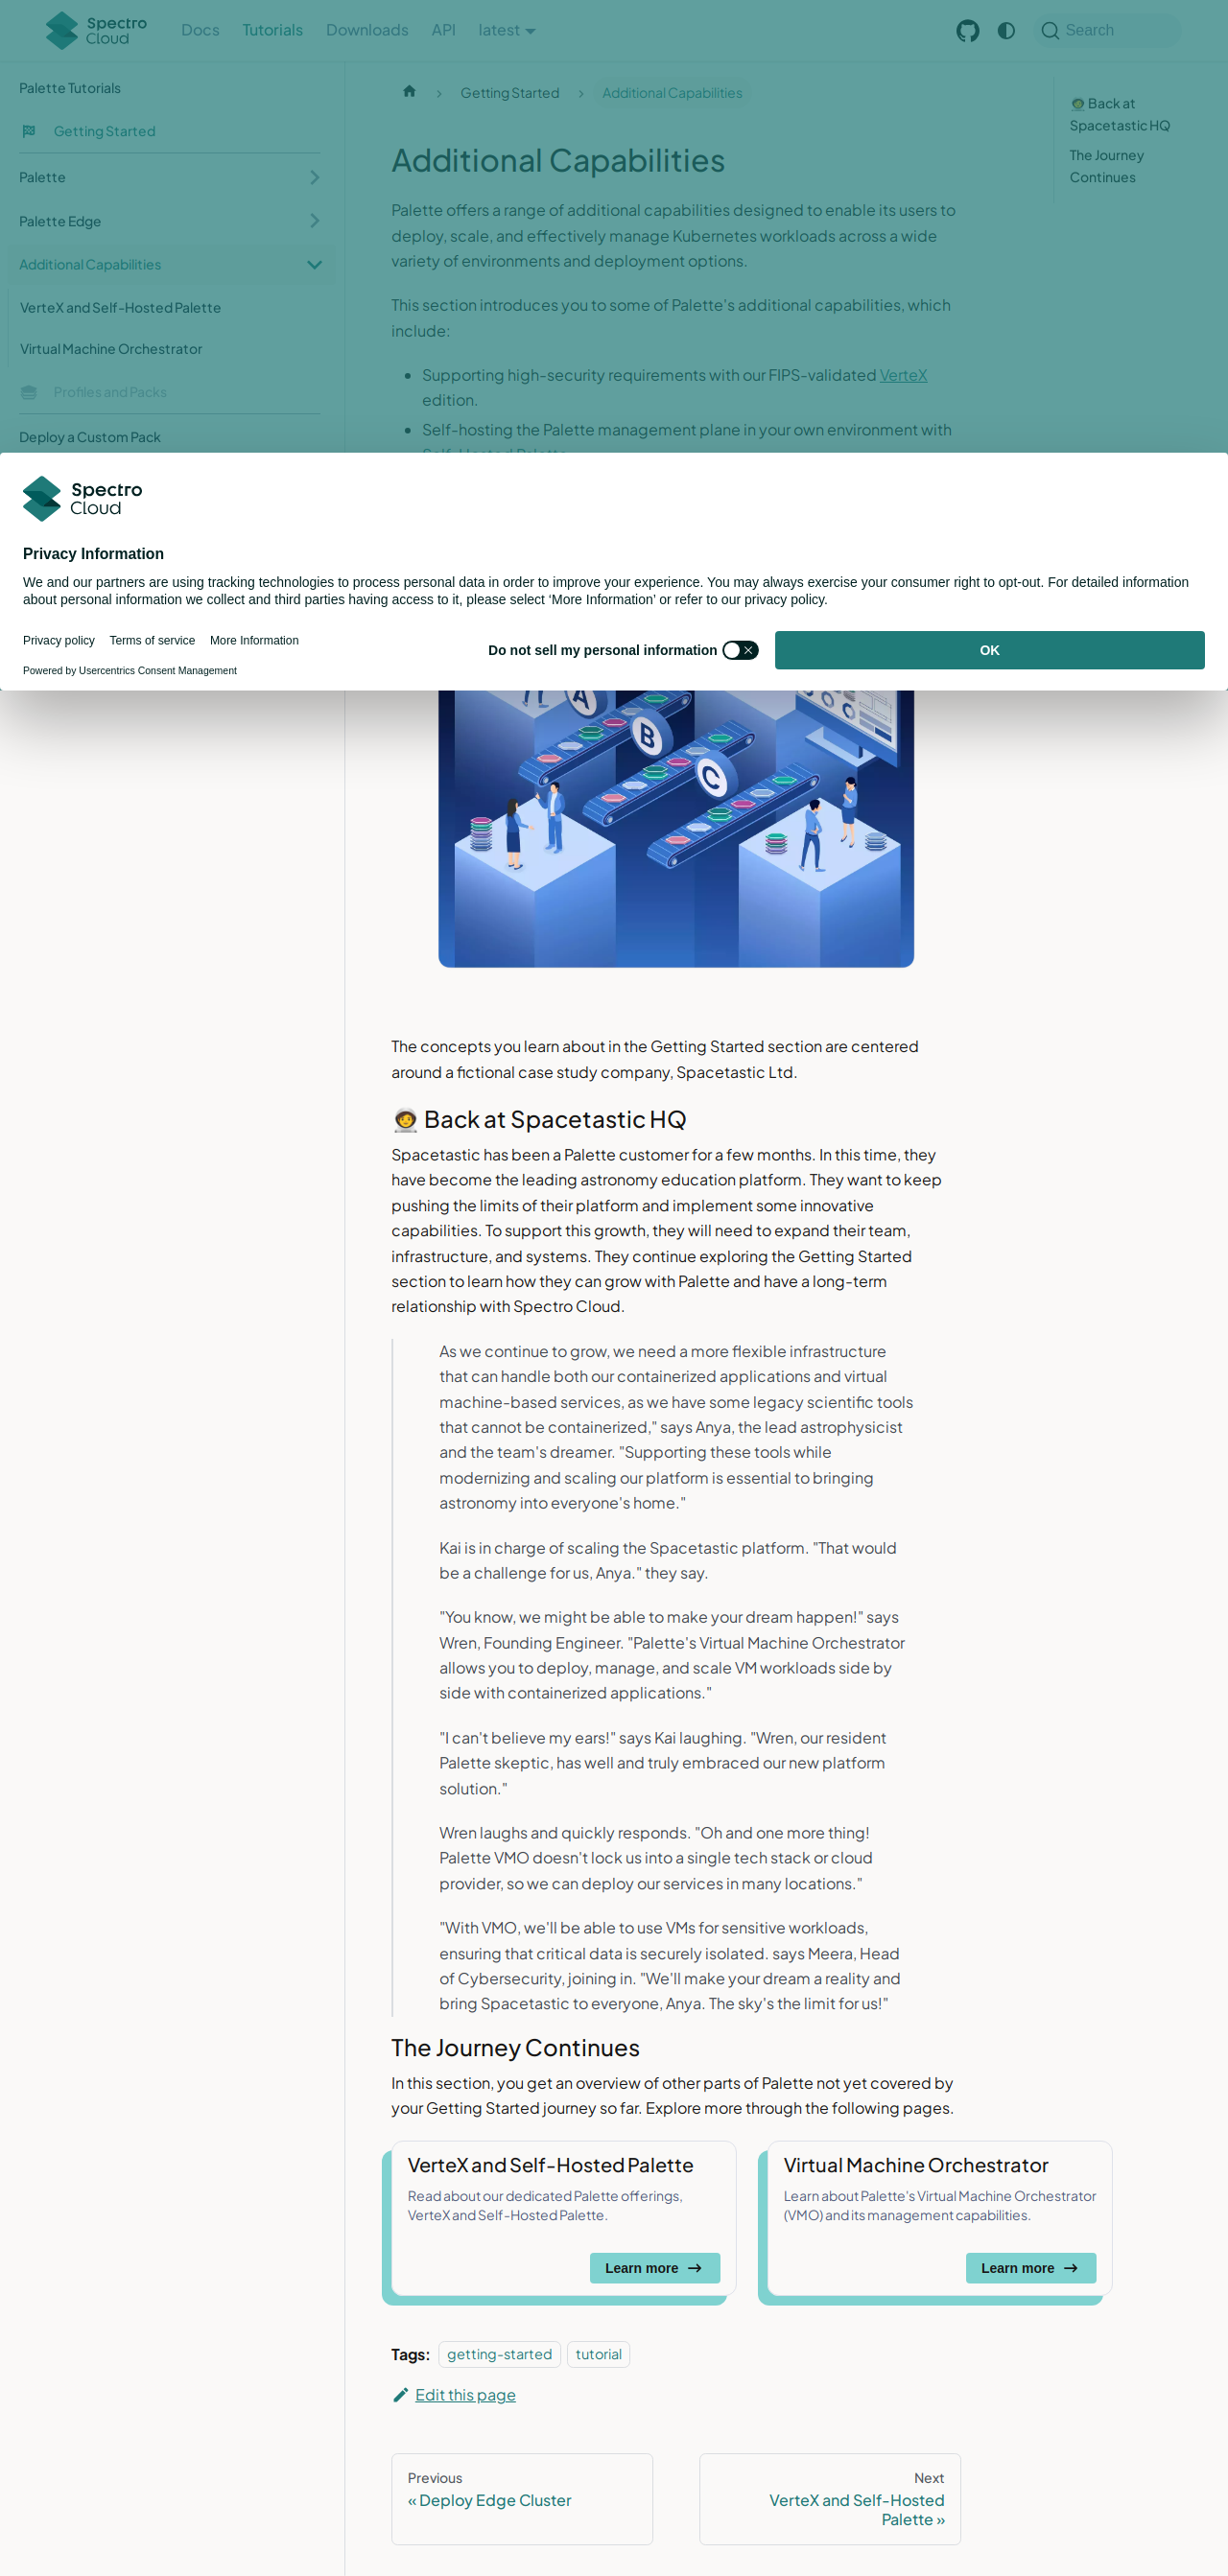 Spectro Cloud
Docs
Tutorials
Downloads
API
latest
Search
Palette Tutorials
Getting Started
Palette
Palette Edge
Additional Capabilities
VerteX and Self-Hosted Palette
Virtual Machine Orchestrator
Profiles and Packs
Deploy a Custom Pack
Getting Started
Additional Capabilities
🧑‍🚀 Back at
Spacetastic HQ
The Journey
Continues
Additional Capabilities
Palette offers a range of additional capabilities designed to enable its users to
deploy, scale, and effectively manage Kubernetes workloads across a wide
variety of environments and deployment options.
This section introduces you to some of Palette's additional capabilities, which
include:
Supporting high-security requirements with our FIPS-validated VerteX
edition.
Self-hosting the Palette management plane in your own environment with
Self-Hosted Palette
Spectro
Cloud
Privacy Information
We and our partners are using tracking technologies to process personal data in order to improve your experience. You may always exercise your consumer right to opt-out. For detailed information
about personal information we collect and third parties having access to it, please select ‘More Information’ or refer to our privacy policy.
Privacy policy
Terms of service
More Information
Powered by Usercentrics Consent Management
Do not sell my personal information
OK
A
B
C
The concepts you learn about in the Getting Started section are centered
around a fictional case study company, Spacetastic Ltd.
🧑‍🚀 Back at Spacetastic HQ
Spacetastic has been a Palette customer for a few months. In this time, they
have become the leading astronomy education platform. They want to keep
pushing the limits of their platform and implement some innovative
capabilities. To support this growth, they will need to expand their team,
infrastructure, and systems. They continue exploring the Getting Started
section to learn how they can grow with Palette and have a long-term
relationship with Spectro Cloud.
As we continue to grow, we need a more flexible infrastructure
that can handle both our containerized applications and virtual
machine-based services, as we have some legacy scientific tools
that cannot be containerized," says Anya, the lead astrophysicist
and the team's dreamer. "Supporting these tools while
modernizing and scaling our platform is essential to bringing
astronomy into everyone's home."
Kai is in charge of scaling the Spacetastic platform. "That would
be a challenge for us, Anya." they say.
"You know, we might be able to make your dream happen!" says
Wren, Founding Engineer. "Palette's Virtual Machine Orchestrator
allows you to deploy, manage, and scale VM workloads side by
side with containerized applications."
"I can't believe my ears!" says Kai laughing. "Wren, our resident
Palette skeptic, has well and truly embraced our new platform
solution."
Wren laughs and quickly responds. "Oh and one more thing!
Palette VMO doesn't lock us into a single tech stack or cloud
provider, so we can deploy our services in many locations."
"With VMO, we'll be able to use VMs for sensitive workloads,
ensuring that critical data is securely isolated. says Meera, Head
of Cybersecurity, joining in. "We'll make your dream a reality and
bring Spacetastic to everyone, Anya. The sky's the limit for us!"
The Journey Continues
In this section, you get an overview of other parts of Palette not yet covered by
your Getting Started journey so far. Explore more through the following pages.
VerteX and Self-Hosted Palette
Read about our dedicated Palette offerings,
VerteX and Self-Hosted Palette.
Learn more →
Virtual Machine Orchestrator
Learn about Palette's Virtual Machine Orchestrator
(VMO) and its management capabilities.
Learn more →
Tags: getting-started tutorial
Edit this page
Previous
« Deploy Edge Cluster
Next
VerteX and Self-Hosted
Palette »